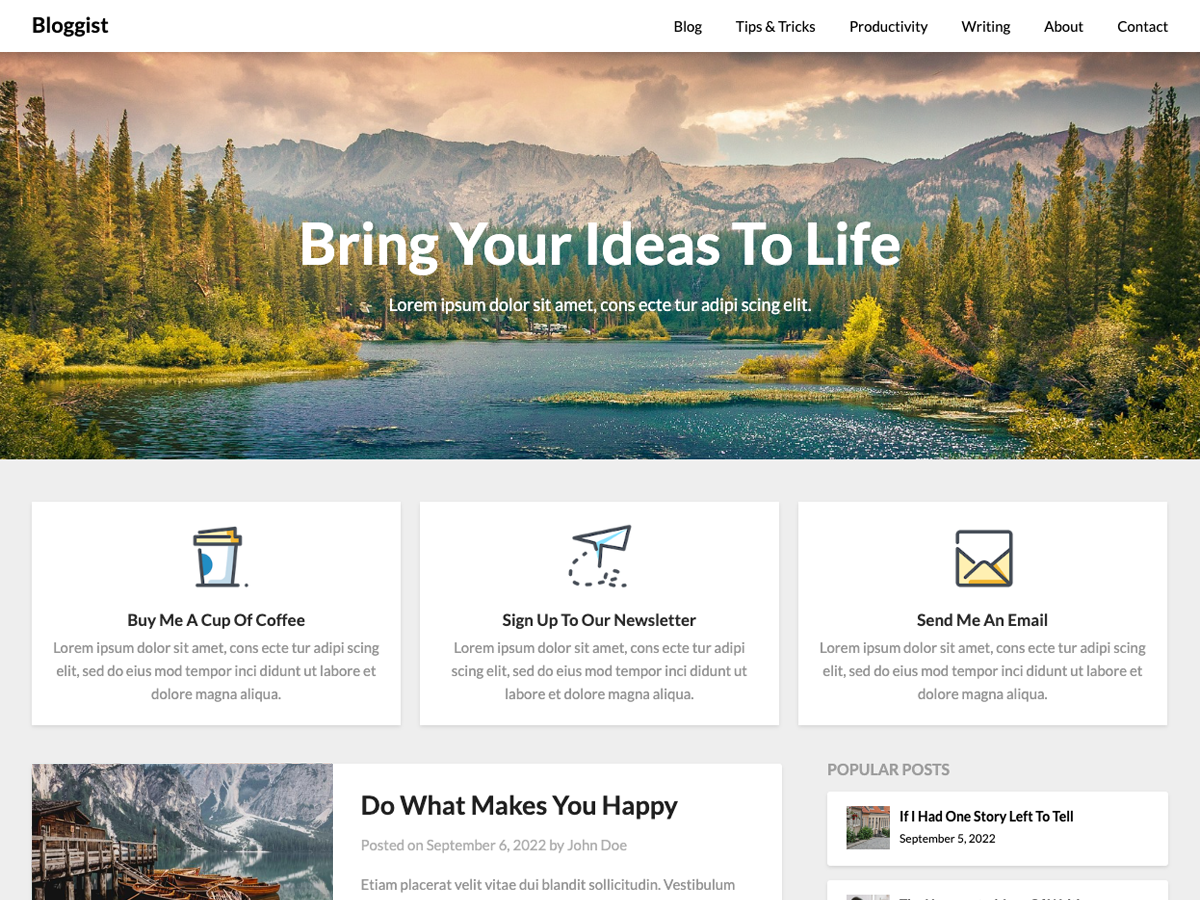 Bloggist
Blog Tips & Tricks Productivity Writing About Contact
Bring Your Ideas To Life
Lorem ipsum dolor sit amet, cons ecte tur adipi scing elit.
Buy Me A Cup Of Coffee
Lorem ipsum dolor sit amet, cons ecte tur adipi scing
elit, sed do eius mod tempor inci didunt ut labore et
dolore magna aliqua.
Sign Up To Our Newsletter
Lorem ipsum dolor sit amet, cons ecte tur adipi
scing elit, sed do eius mod tempor inci didunt ut
labore et dolore magna aliqua.
Send Me An Email
Lorem ipsum dolor sit amet, cons ecte tur adipi scing
elit, sed do eius mod tempor inci didunt ut labore et
dolore magna aliqua.
Do What Makes You Happy
Posted on September 6, 2022 by John Doe
Etiam placerat velit vitae dui blandit sollicitudin. Vestibulum
POPULAR POSTS
If I Had One Story Left To Tell
September 5, 2022